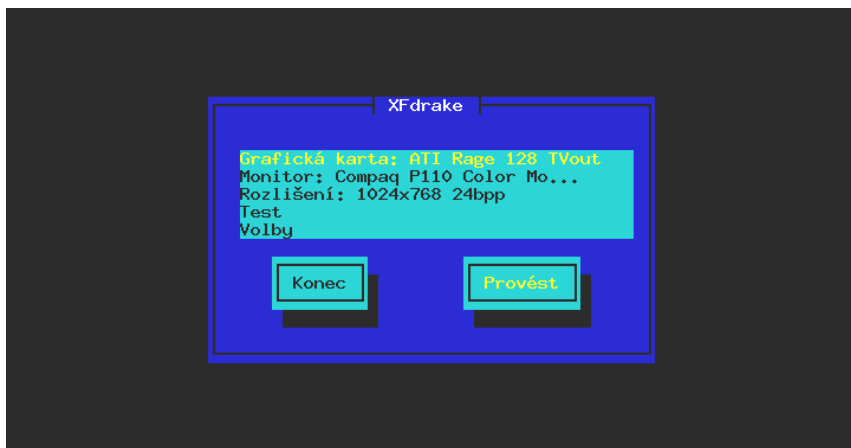 XFdrake
Grafická karta: ATI Rage 128 TVout
Monitor: Compaq P110 Color Mo...
Rozlišení: 1024x768 24bpp
Test
Volby
Konec
Provést